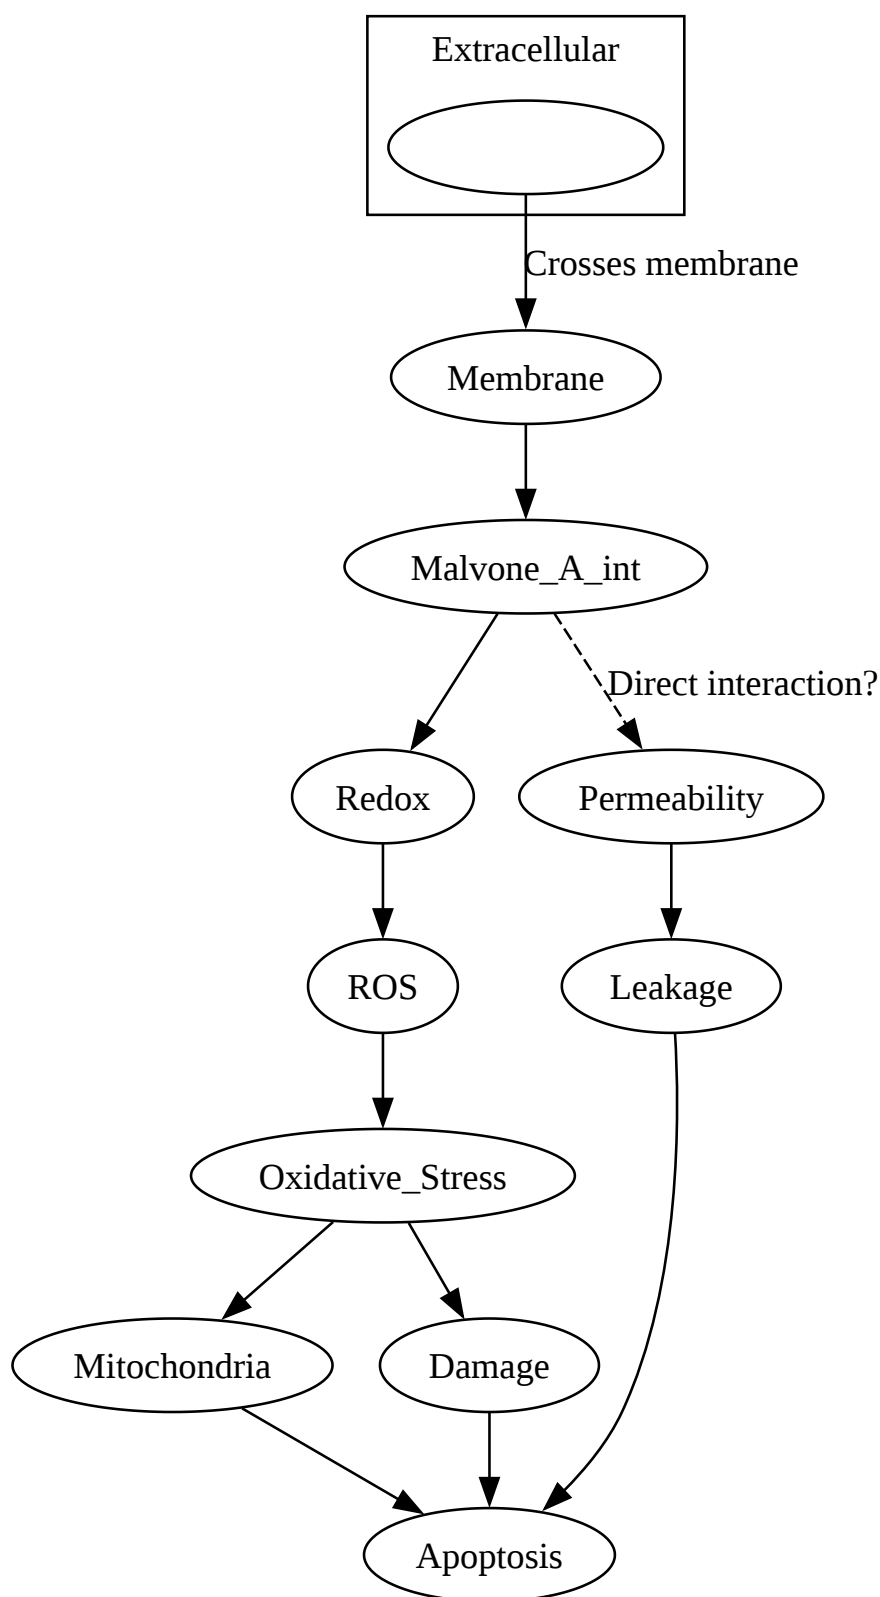 Extracellular
Crosses membrane
Membrane
Malvone_A_int
Direct interaction?
Redox
Permeability
ROS
Leakage
Oxidative_Stress
Mitochondria
Damage
Apoptosis